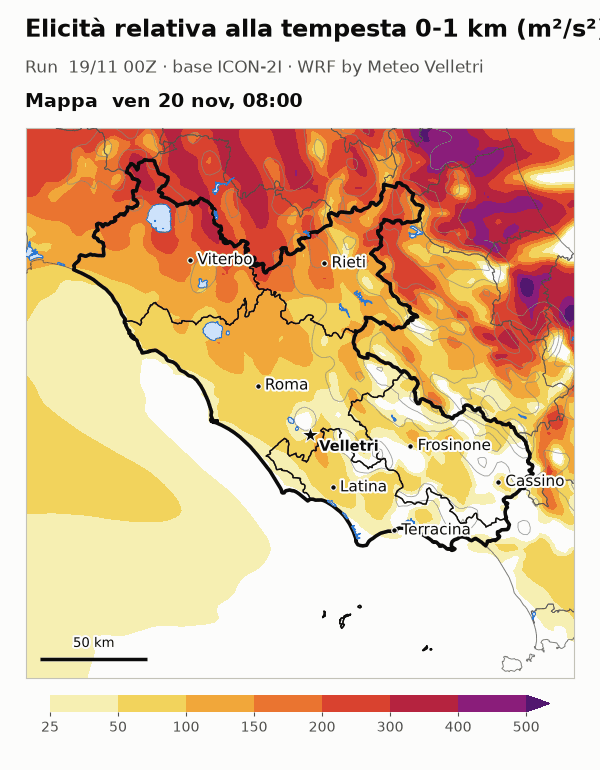 Elicità relativa alla tempesta 0-1 km (m²/s²)
Run 19/11 00Z · base ICON-2I · WRF by Meteo Velletri
Mappa ven 20 nov, 08:00
Viterbo
Rieti
Roma
Velletri
Frosinone
Latina
Cassino
Terracina
50 km
25 50 100 150 200 300 400 500